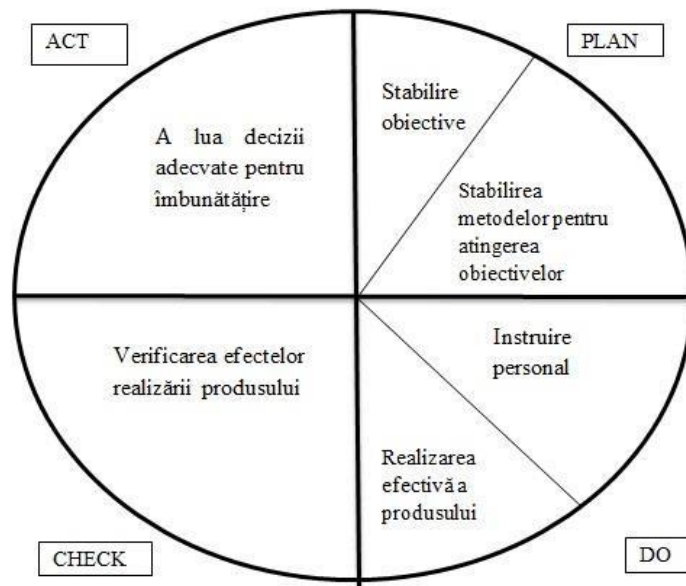 ACT
PLAN
Stabilire
obiective
A lua decizii
adecvate pentru
îmbunătățire
Stabilirea
metodelor pentru
atingerea
obiectivelor
Instruire
personal
Verificarea efectelor
realizării produsului
Realizarea
efectivă a
produsului
CHECK
DO